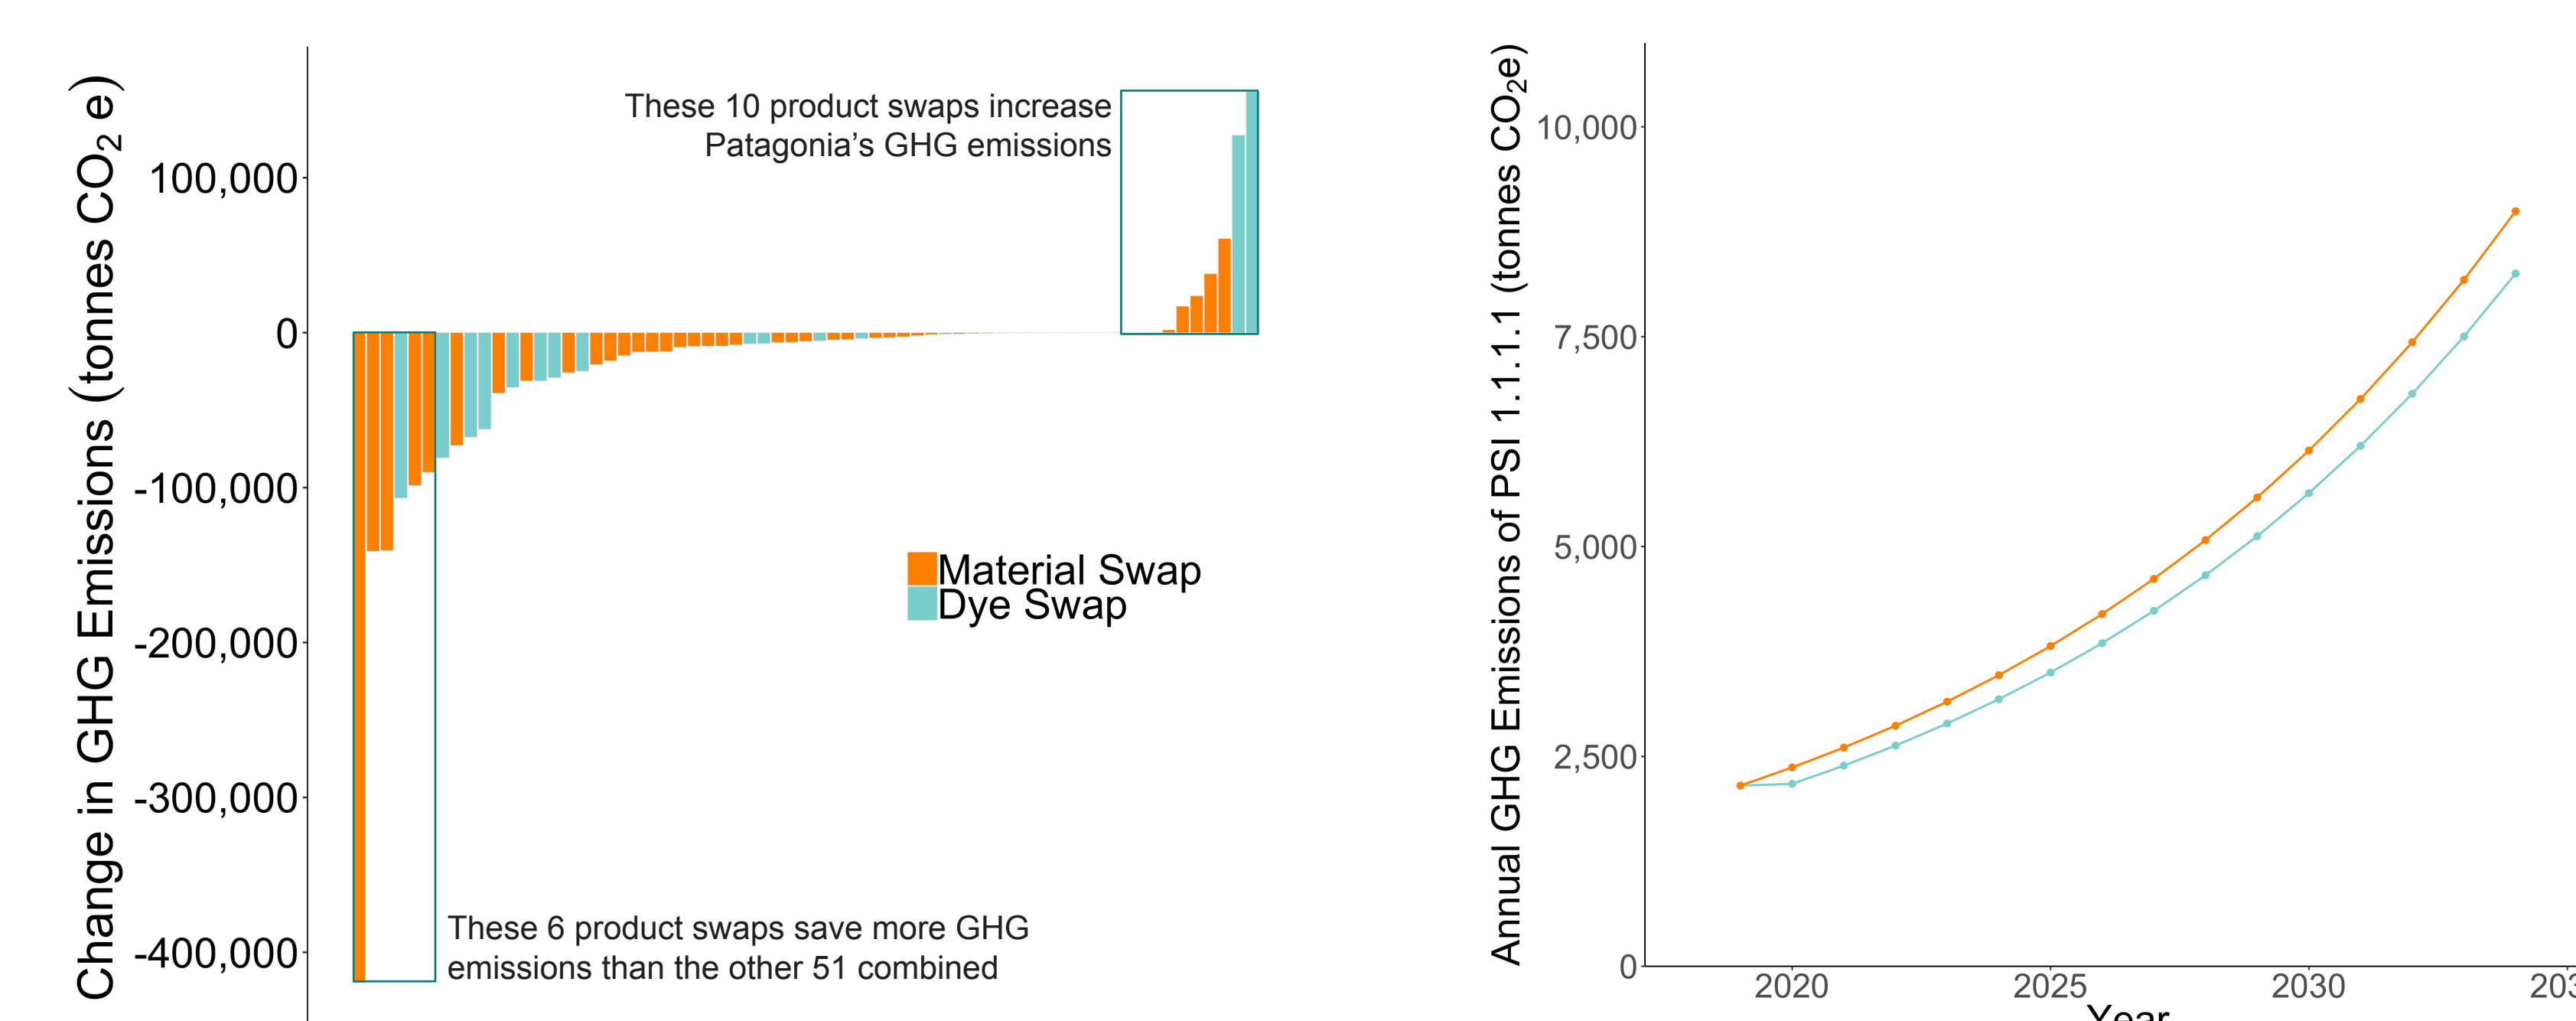 Change in GHG Emissions (tonnes CO₂ e)
100,000
0
-100,000
-200,000
-300,000
-400,000
These 10 product swaps increase
Patagonia’s GHG emissions
Material Swap
Dye Swap
These 6 product swaps save more GHG
emissions than the other 51 combined
Annual GHG Emissions of PSI 1.1.1.1 (tonnes CO₂e)
10,000
7,500
5,000
2,500
0
2020
2025
2030
Year